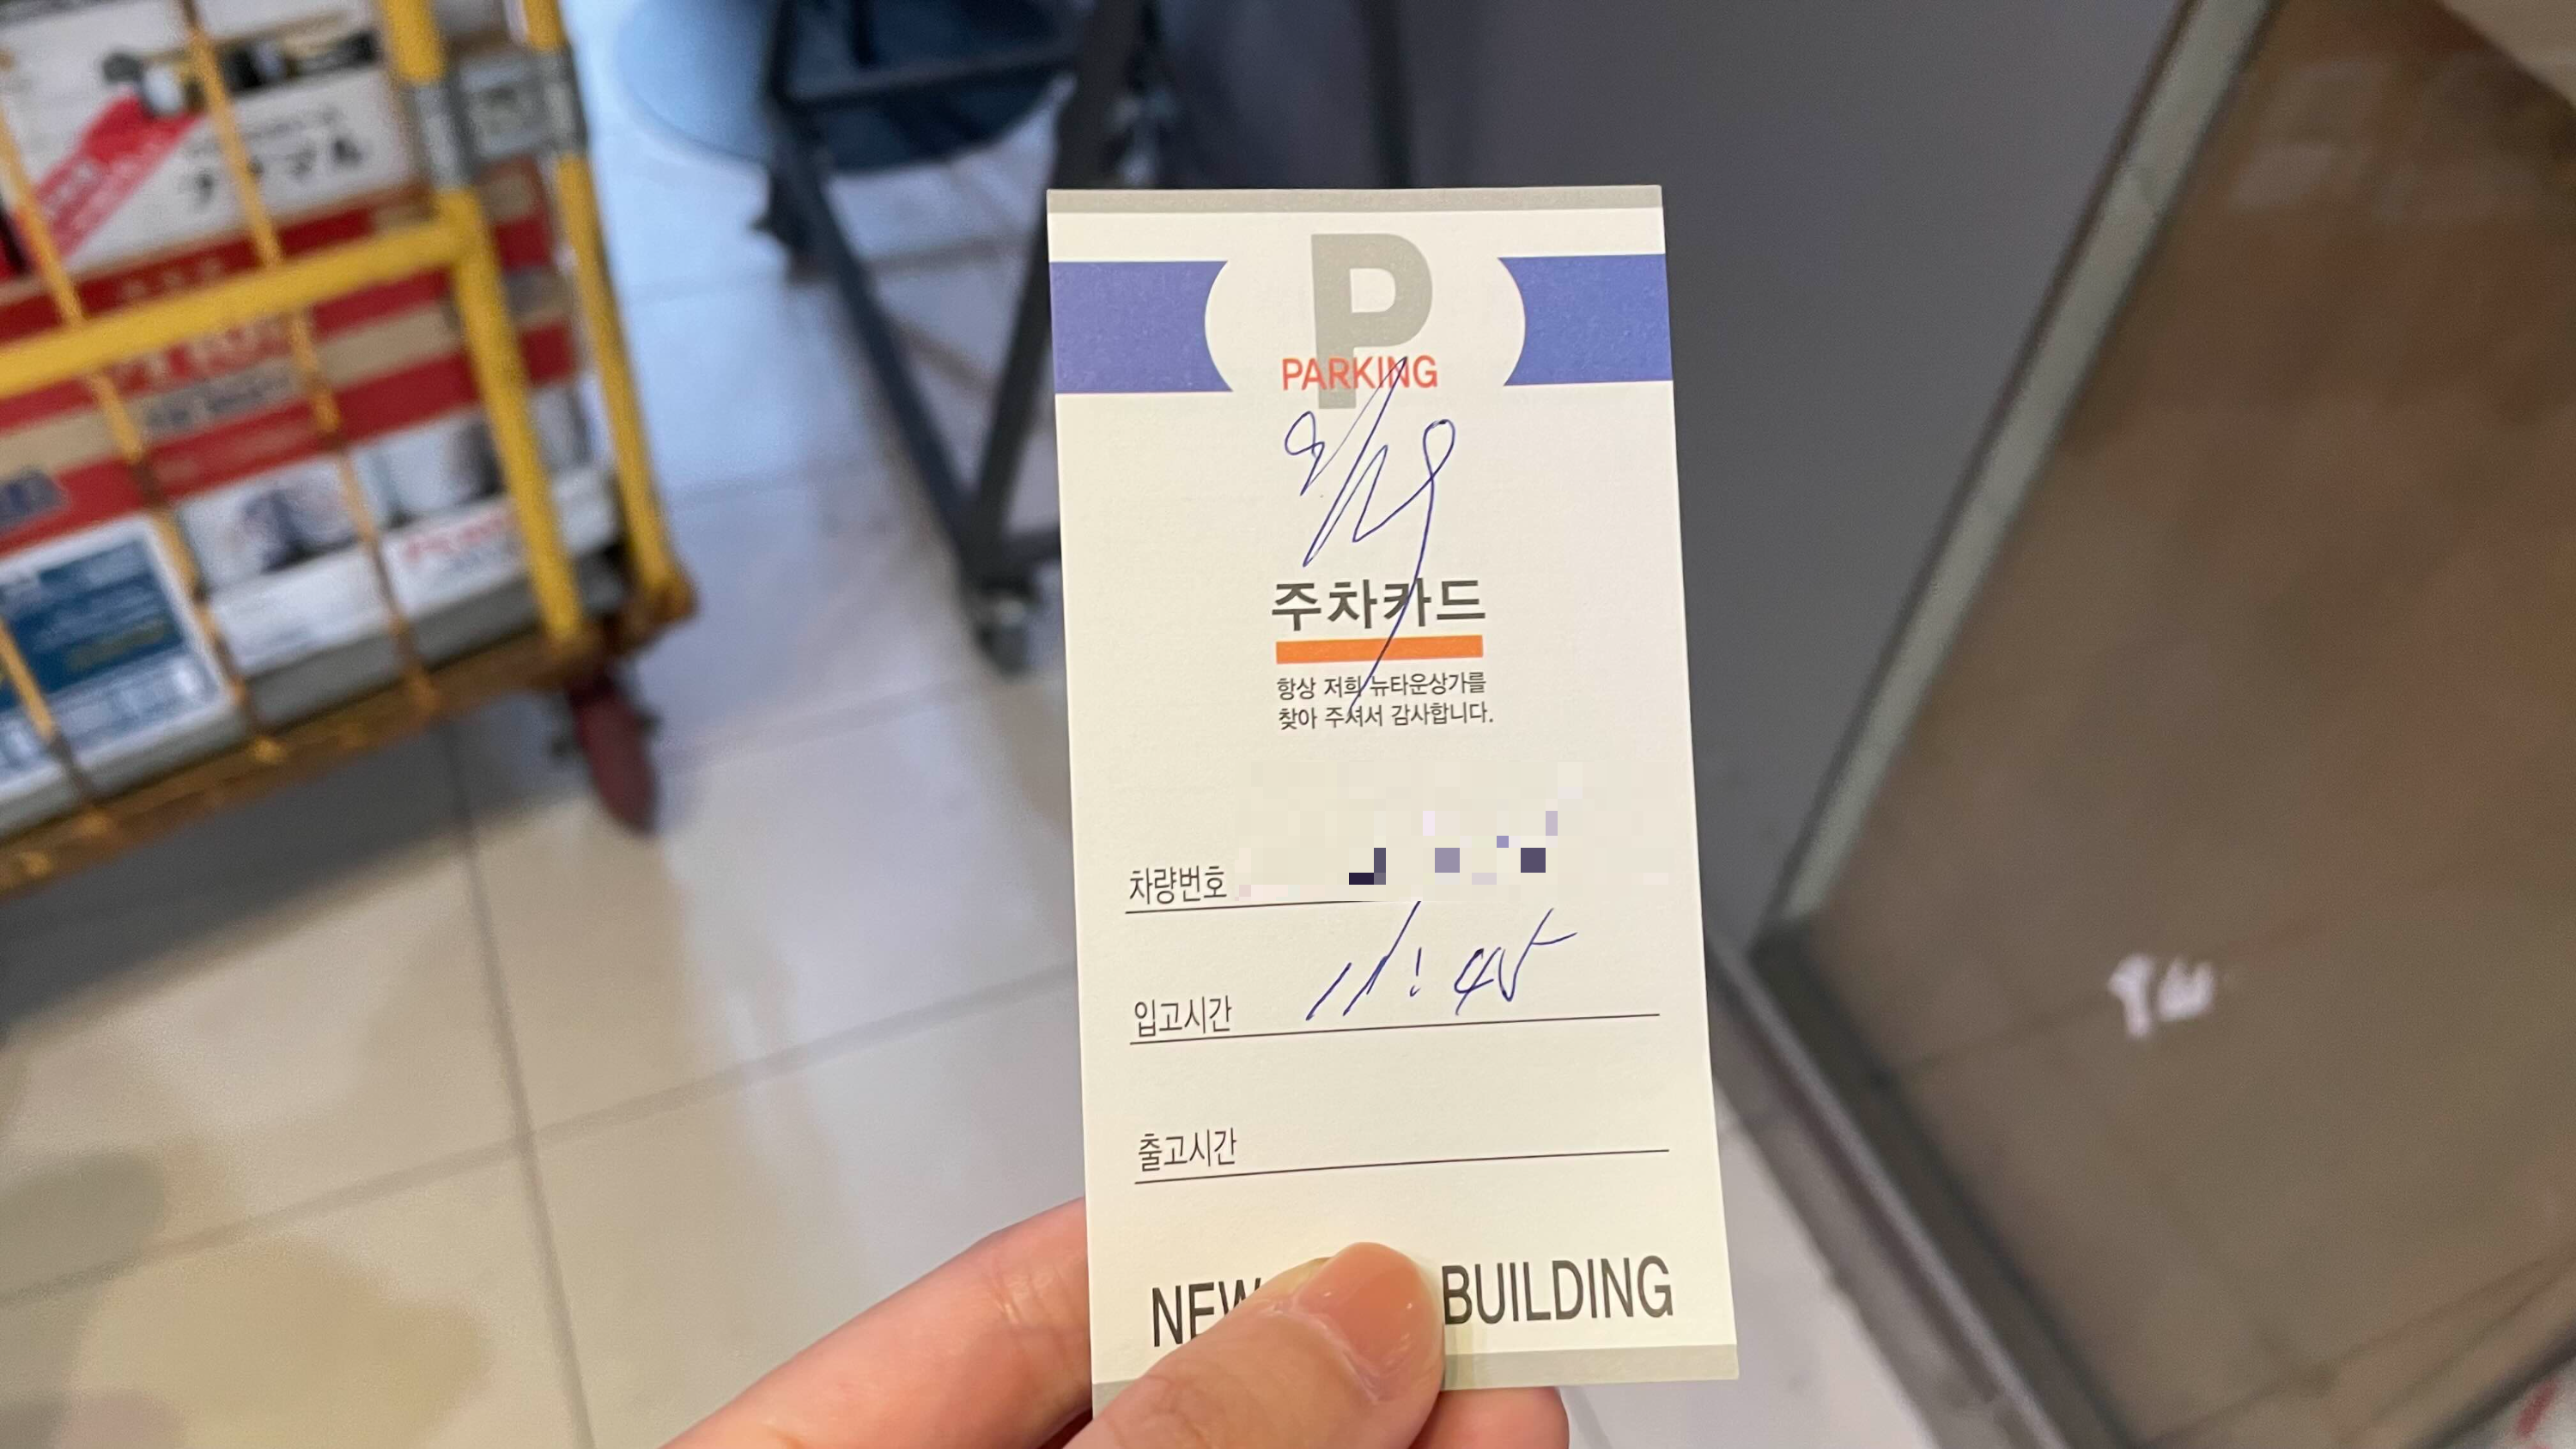 P
PARKING
주차카드
항상 저희 뉴타운상가를
찾아 주셔서 감사합니다.
차량번호
입고시간 11:45
출고시간
NEW BUILDING